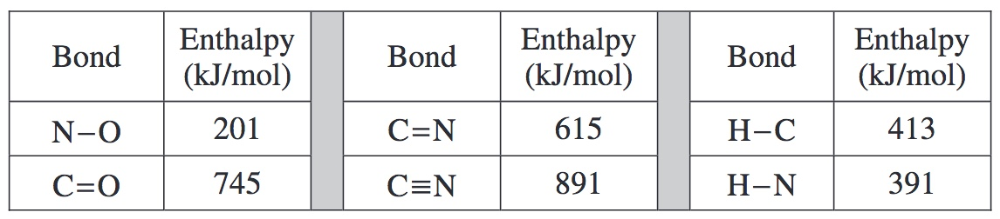 Bond Enthalpy (kJ/mol) Bond Enthalpy (kJ/mol) Bond Enthalpy (kJ/mol)
N−O 201 C=N 615 H−C 413
C=O 745 C≡N 891 H−N 391